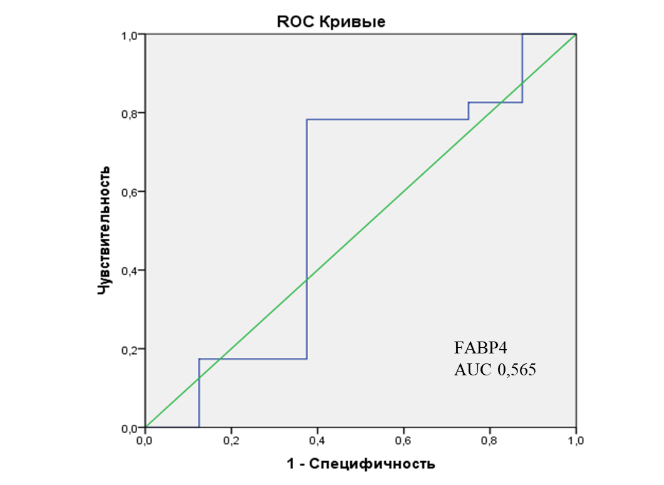 ROC Кривые
1,0
0,8
0,6
0,4
0,2
0,0
Чувствительность
FABP4
AUC 0,565
0,0 0,2 0,4 0,6 0,8 1,0
1 - Специфичность